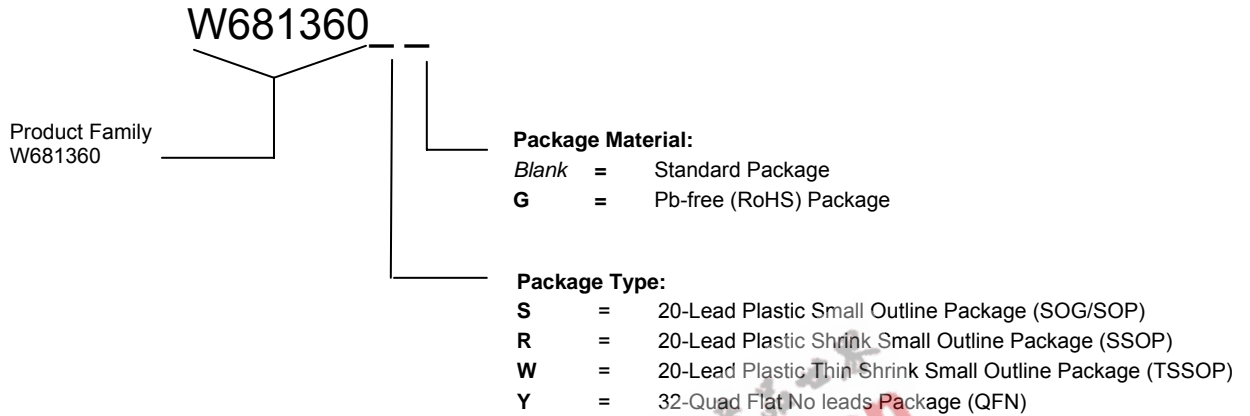 W681360_ _
Product Family
W681360
Package Material:
Blank = Standard Package
G = Pb-free (RoHS) Package
Package Type:
S = 20-Lead Plastic Small Outline Package (SOG/SOP)
R = 20-Lead Plastic Shrink Small Outline Package (SSOP)
W = 20-Lead Plastic Thin Shrink Small Outline Package (TSSOP)
Y = 32-Quad Flat No leads Package (QFN)